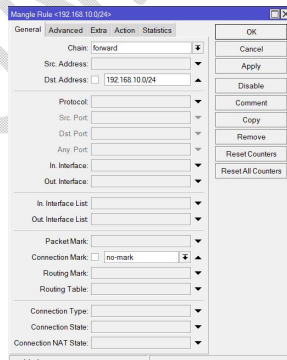 Mangle Rule <192.168.10.0/24>
General Advanced Extra Action Statistics
Chain: forward
Src. Address:
Dst. Address: 192.168.10.0/24
Protocol:
Src. Port:
Dst. Port:
Any. Port:
In. Interface:
Out. Interface:
In. Interface List:
Out. Interface List:
Packet Mark:
Connection Mark: no-mark
Routing Mark:
Routing Table:
Connection Type:
Connection State:
Connection NAT State:
OK
Cancel
Apply
Disable
Comment
Copy
Remove
Reset Counters
Reset All Counters